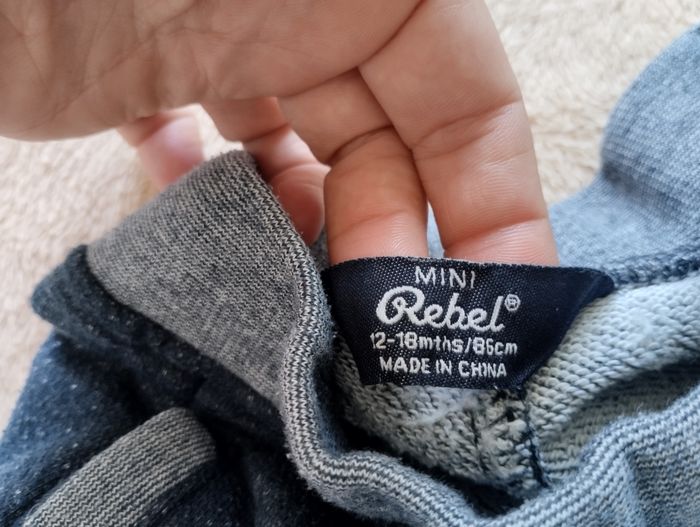 MINI
Rebel®
12-18mths/86cm
MADE IN CHINA